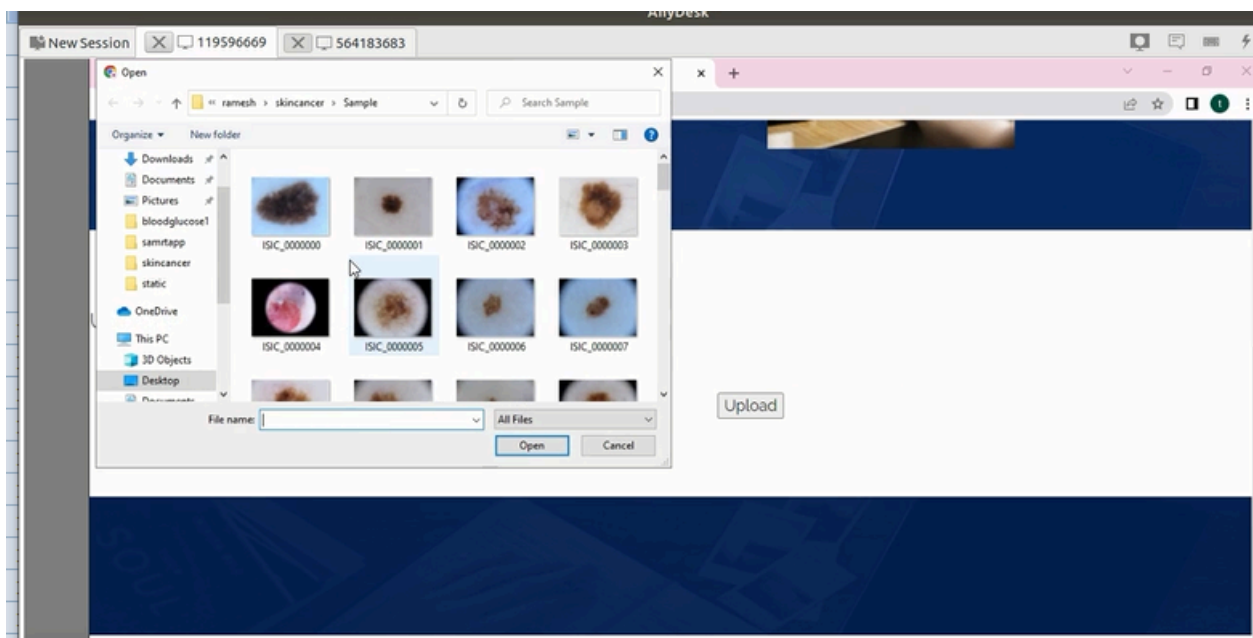 AnyDesk
New Session 119596669 564183683
Open
« ramesh › skincancer › Sample Search Sample
Organize New folder
Downloads
Documents
Pictures
bloodglucose1
samrtapp
skincancer
static
OneDrive
This PC
3D Objects
Desktop
Documents
ISIC_0000000 ISIC_0000001 ISIC_0000002 ISIC_0000003
ISIC_0000004 ISIC_0000005 ISIC_0000006 ISIC_0000007
File name: All Files
Open Cancel
Upload
t
SOUL